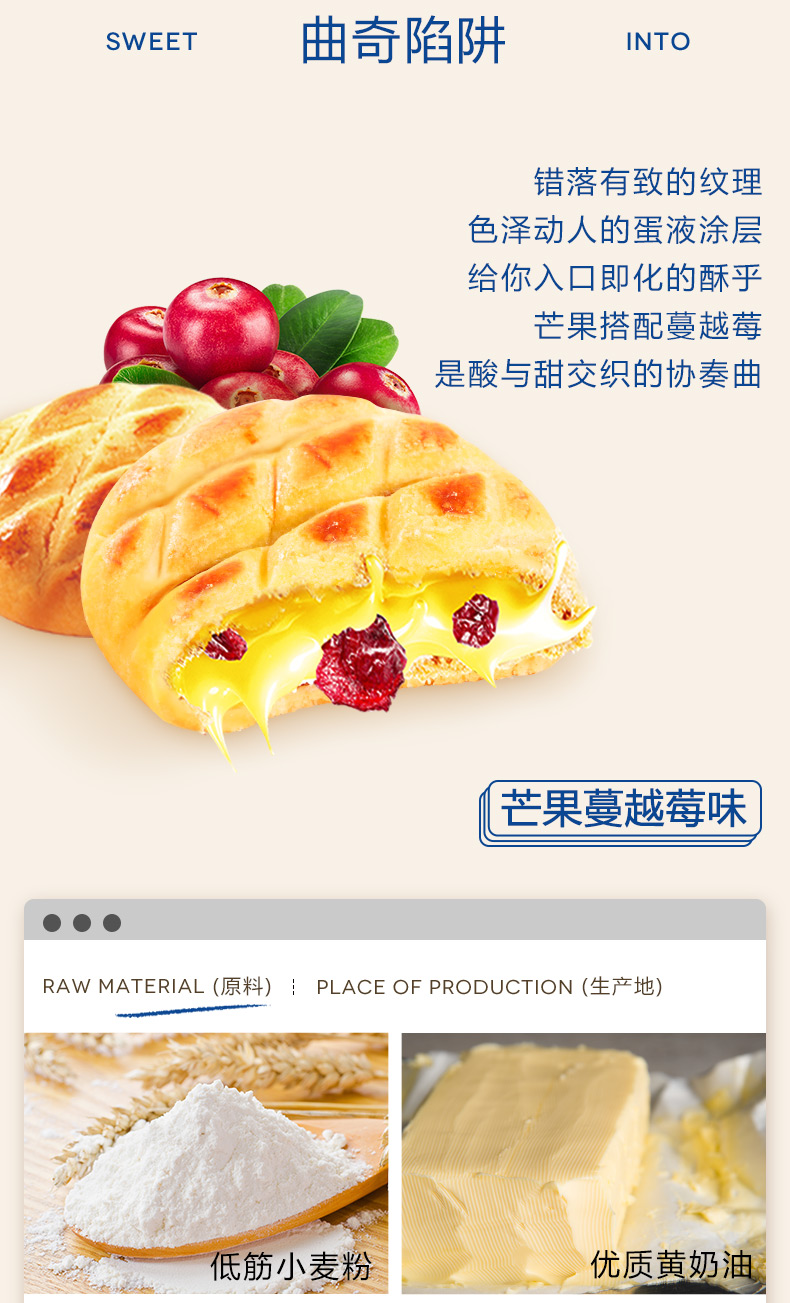 SWEET 曲奇陷阱 INTO
错落有致的纹理
色泽动人的蛋液涂层
给你入口即化的酥乎
芒果搭配蔓越莓
是酸与甜交织的协奏曲
芒果蔓越莓味
RAW MATERIAL (原料) ¦ PLACE OF PRODUCTION (生产地)
低筋小麦粉
优质黄奶油